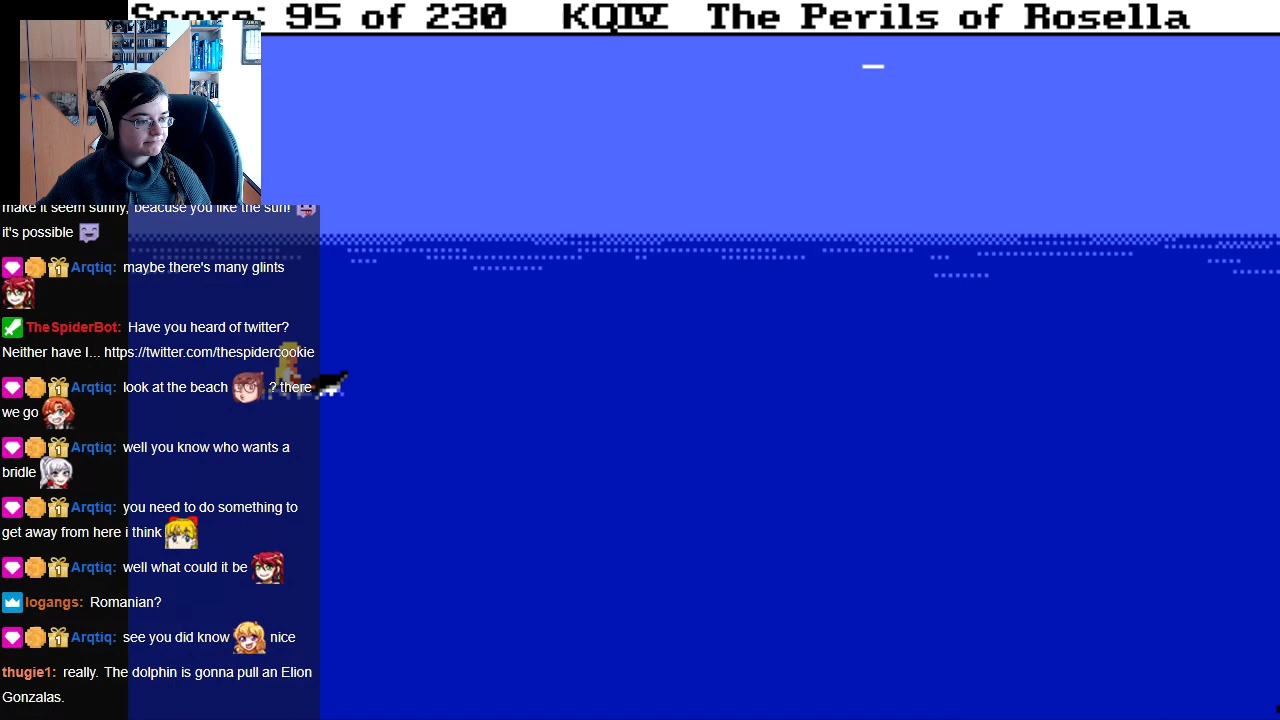 Score: 95 of 230 KQIV The Perils of Rosella
make it seem sunny, beacuse you like the sun!
it's possible
Arqtiq: maybe there's many glints
TheSpiderBot: Have you heard of twitter?
Neither have I... https://twitter.com/thespidercookie
Arqtiq: look at the beach ? there
we go
Arqtiq: well you know who wants a
bridle
Arqtiq: you need to do something to
get away from here i think
Arqtiq: well what could it be
logangs: Romanian?
Arqtiq: see you did know nice
thugie1: really. The dolphin is gonna pull an Elion
Gonzalas.